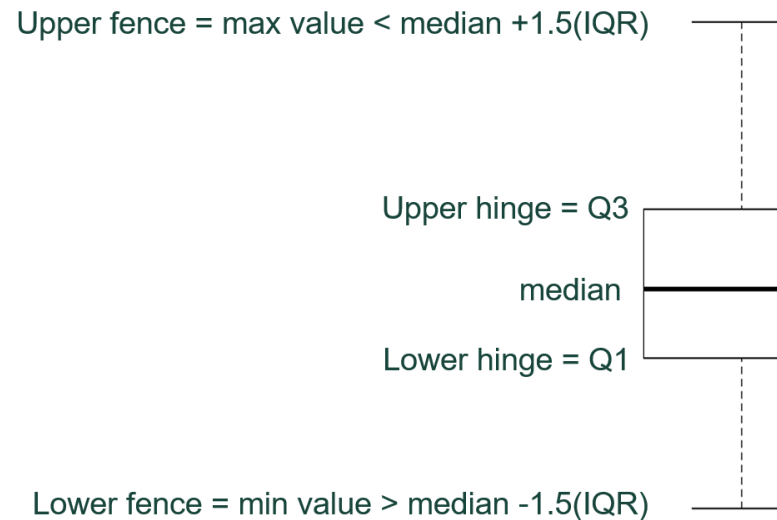 Upper fence = max value < median +1.5(IQR)
Upper hinge = Q3
median
Lower hinge = Q1
Lower fence = min value > median -1.5(IQR)